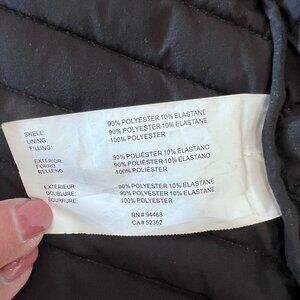 SHELL: 90% POLYESTER 10% ELASTANE
LINING: 90% POLYESTER 10% ELASTANE
FILLING: 100% POLYESTER
EXTERIOR: 90% POLIÉSTER 10% ELASTANO
FORRO: 90% POLIÉSTER 10% ELASTANO
RELLENO: 100% POLIÉSTER
EXTÉRIEUR: 90% POLYESTER 10% ELASTANE
DOUBLURE: 90% POLYESTER 10% ELASTANE
BOURRURE: 100% POLYESTER
RN# 94468
CA# 52362